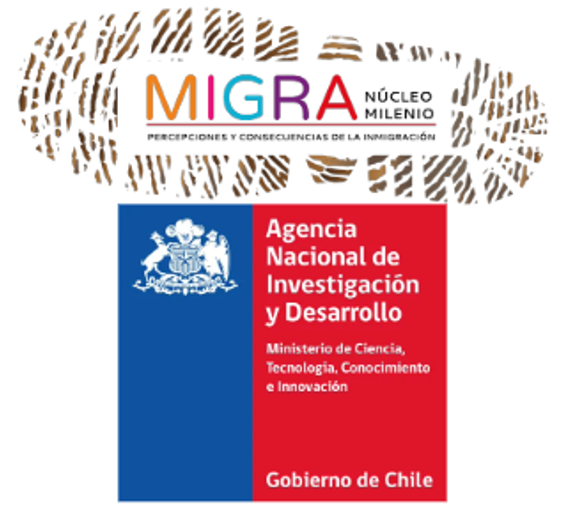 MIGRA NÚCLEO
MILENIO
PERCEPCIONES Y CONSECUENCIAS DE LA INMIGRACIÓN
Agencia
Nacional de
Investigación
y Desarrollo
Ministerio de Ciencia,
Tecnología, Conocimiento
e Innovación
Gobierno de Chile